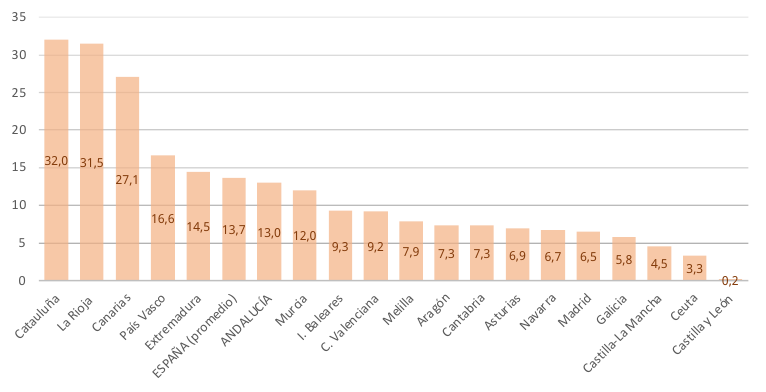 35
30
25
20
15
10
5
0
32,0
31,5
27,1
16,6
14,5
13,7
13,0
12,0
9,3
9,2
7,9
7,3
7,3
6,9
6,7
6,5
5,8
4,5
3,3
0,2
Catauluña
La Rioja
Canarias
País Vasco
Extremadura
ESPAÑA (promedio)
ANDALUCÍA
Murcia
I. Baleares
C. Valenciana
Melilla
Aragón
Cantabria
Asturias
Navarra
Madrid
Galicia
Castilla-La Mancha
Ceuta
Castilla y León